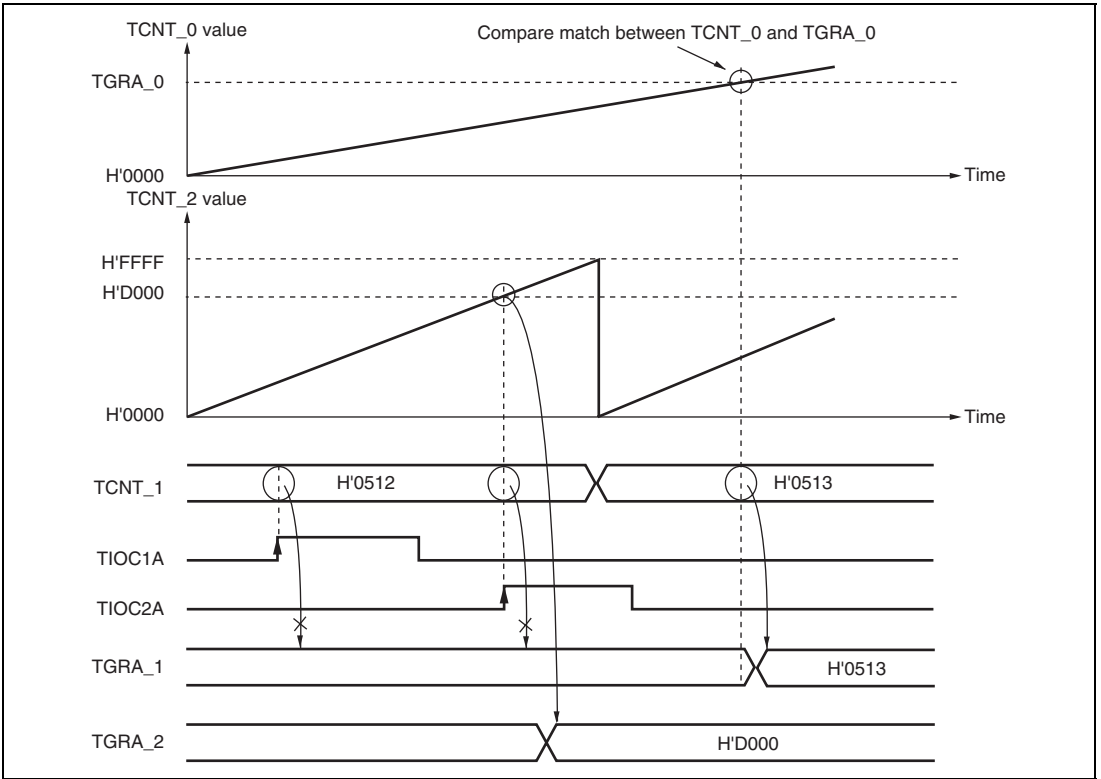 TCNT_0 value
Compare match between TCNT_0 and TGRA_0
TGRA_0
H'0000
Time
TCNT_2 value
H'FFFF
H'D000
H'0000
Time
TCNT_1
H'0512
H'0513
TIOC1A
TIOC2A
TGRA_1
H'0513
TGRA_2
H'D000